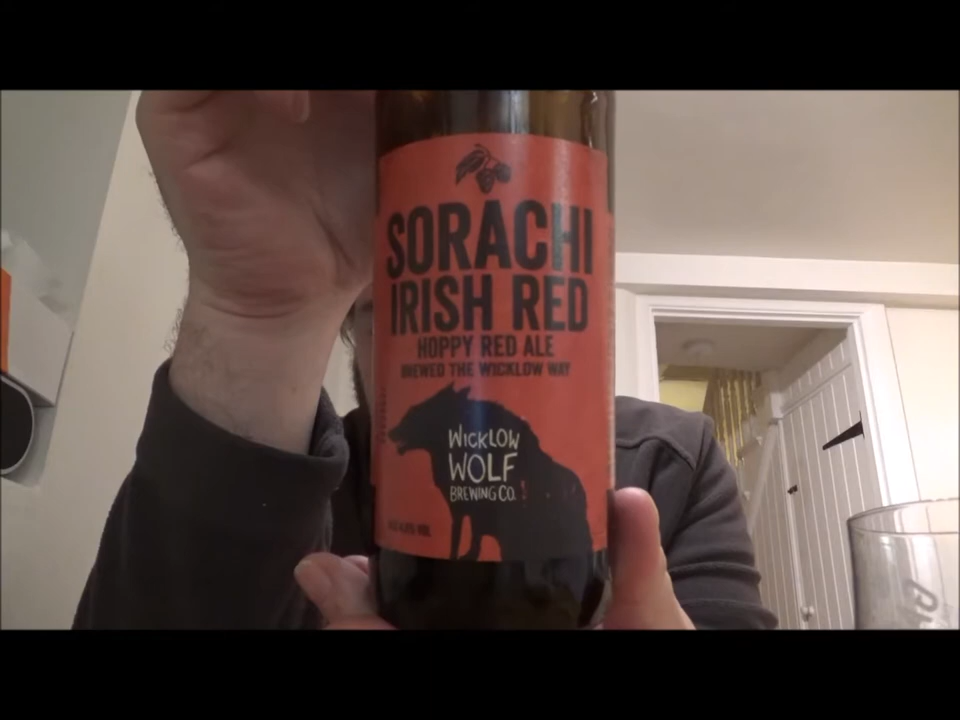 SORACHI
IRISH RED
HOPPY RED ALE
BREWED THE WICKLOW WAY
WICKLOW
WOLF
BREWING CO.